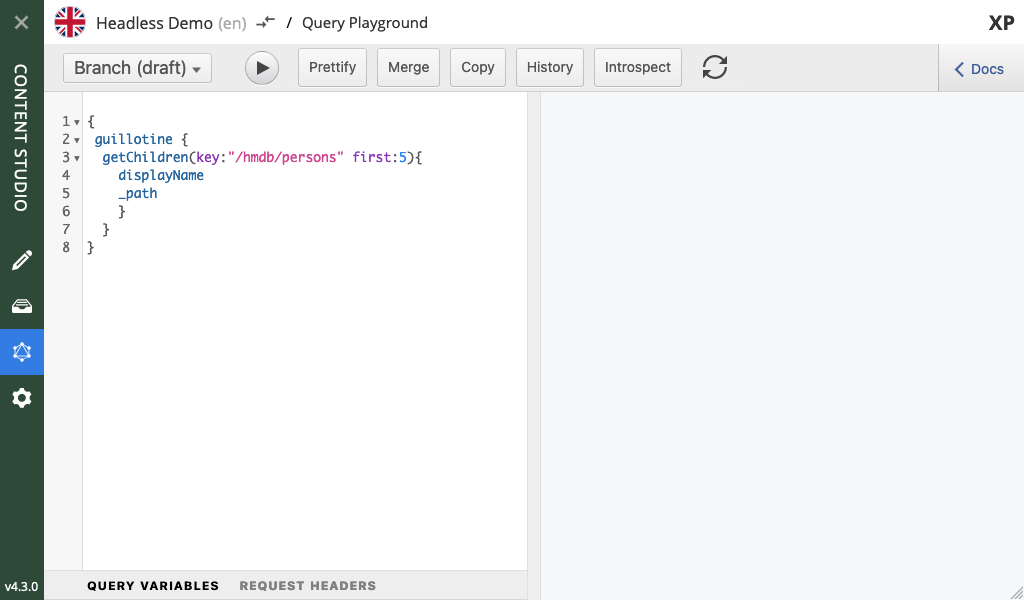 Headless Demo (en) / Query Playground
XP
CONTENT STUDIO
Branch (draft)
Prettify
Merge
Copy
History
Introspect
Docs
1 {
2 guillotine {
3 getChildren(key:"/hmdb/persons" first:5){
4 displayName
5 _path
6 }
7 }
8 }
v4.3.0
QUERY VARIABLES
REQUEST HEADERS